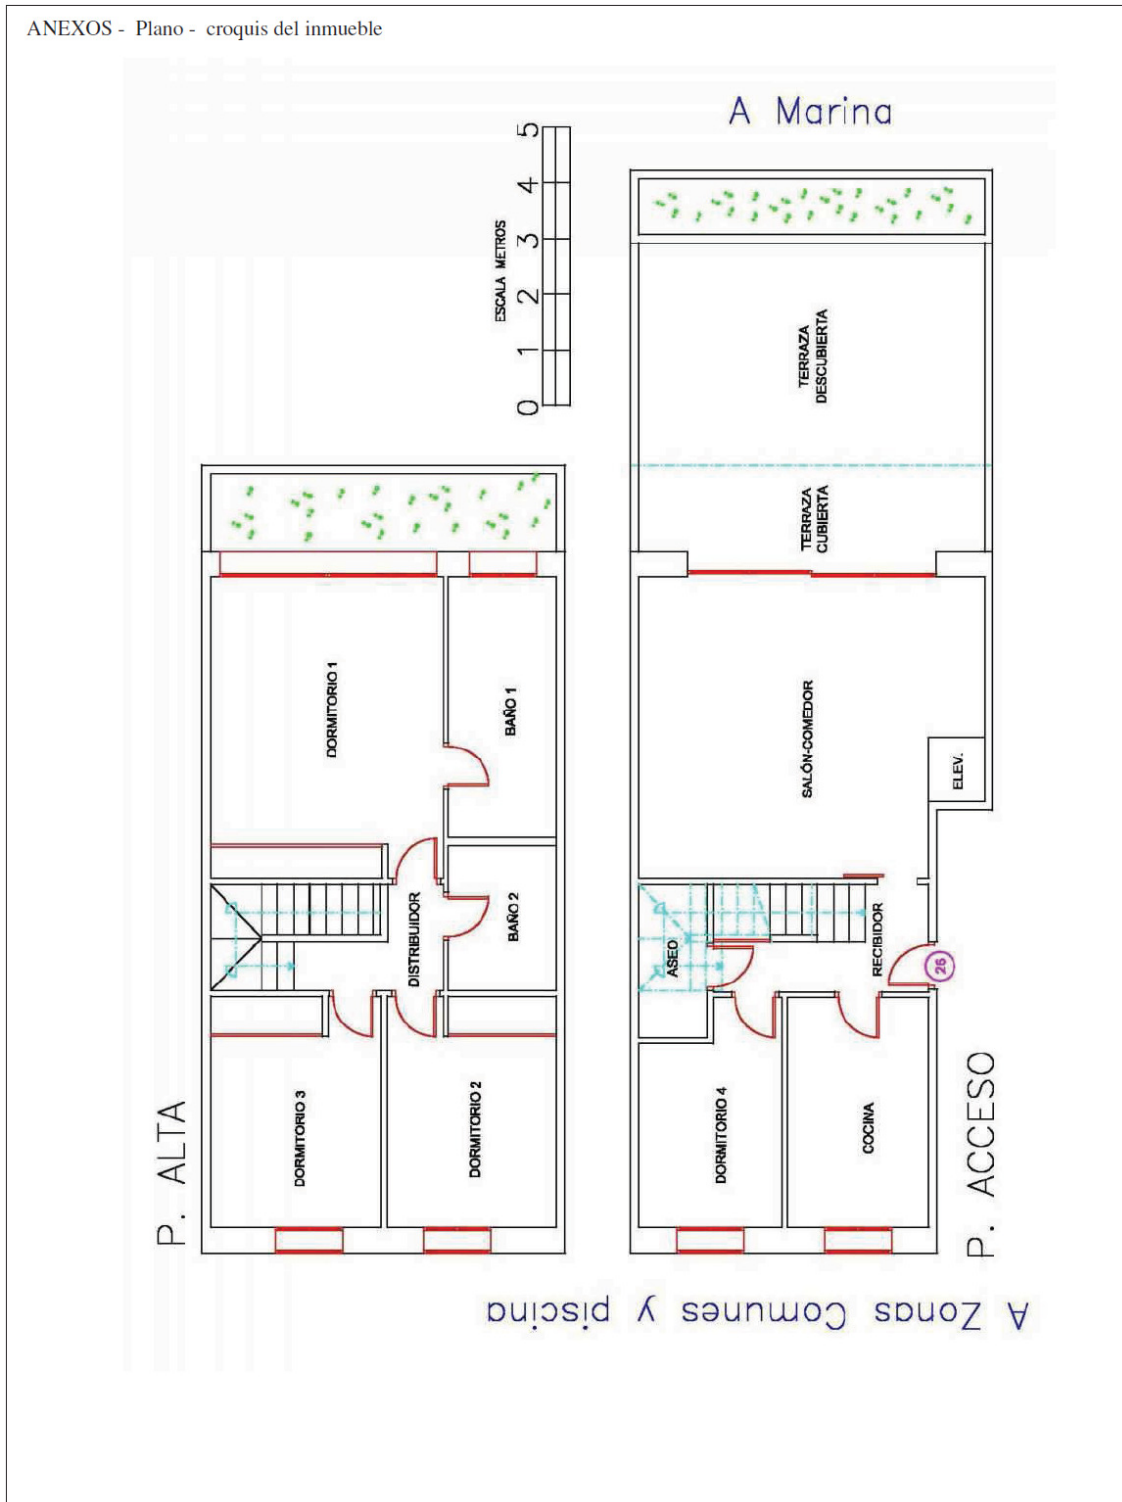 ANEXOS - Plano - croquis del inmueble
A Marina
ESCALA METROS
0 1 2 3 4 5
TERRAZA
DESCUBIERTA
TERRAZA
CUBIERTA
SALÓN-COMEDOR
ELEV.
ASEO
RECIBIDOR
26
DORMITORIO 4
COCINA
P. ACCESO
DORMITORIO 1
BAÑO 1
BAÑO 2
DISTRIBUIDOR
DORMITORIO 3
DORMITORIO 2
P. ALTA
A Zonas Comunes y piscina